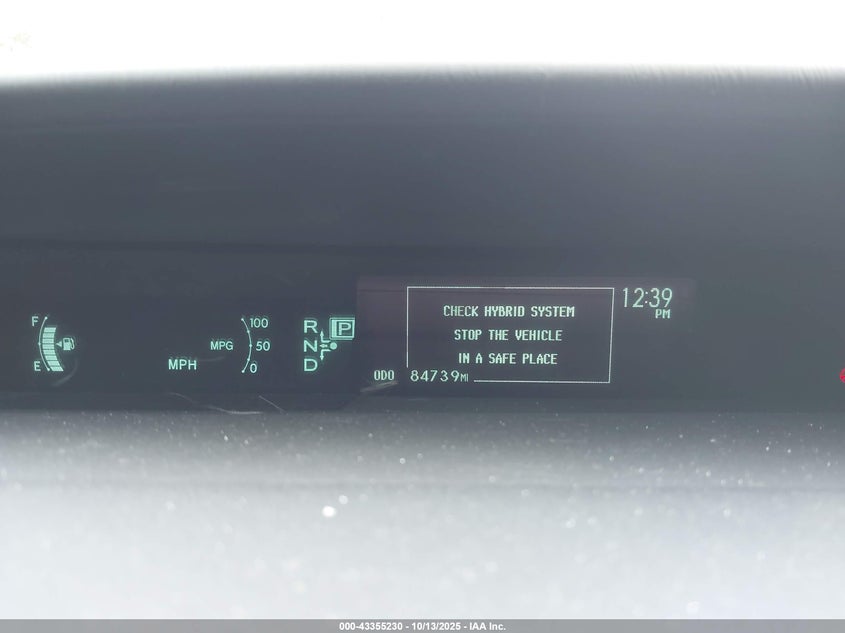 F
E
MPH
MPG
100
50
0
R
N
D
P
CHECK HYBRID SYSTEM
STOP THE VEHICLE
IN A SAFE PLACE
ODO 84739MI
12:39
PM
000-43355230 - 10/13/2025 - IAA Inc.